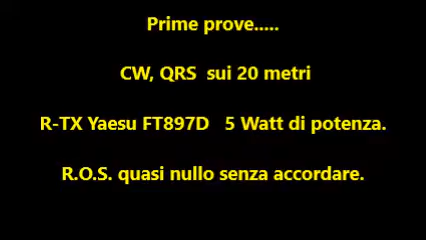 Prime prove.....
CW, QRS sui 20 metri
R-TX Yaesu FT897D 5 Watt di potenza.
R.O.S. quasi nullo senza accordare.